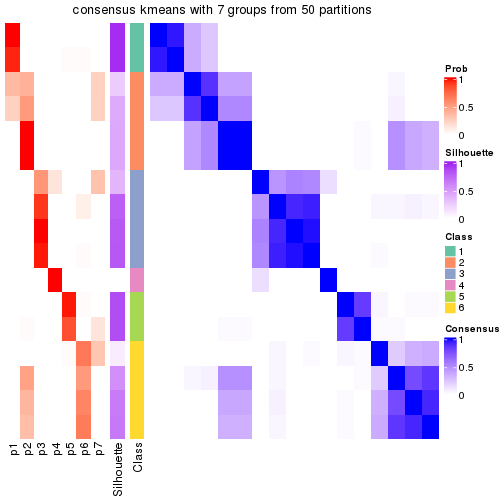 consensus kmeans with 7 groups from 50 partitions
Prob
1
0.5
0
Silhouette
1
0.5
0
Class
1
2
3
4
5
6
Consensus
1
0.5
0
p1
p2
p3
p4
p5
p6
p7
Silhouette
Class